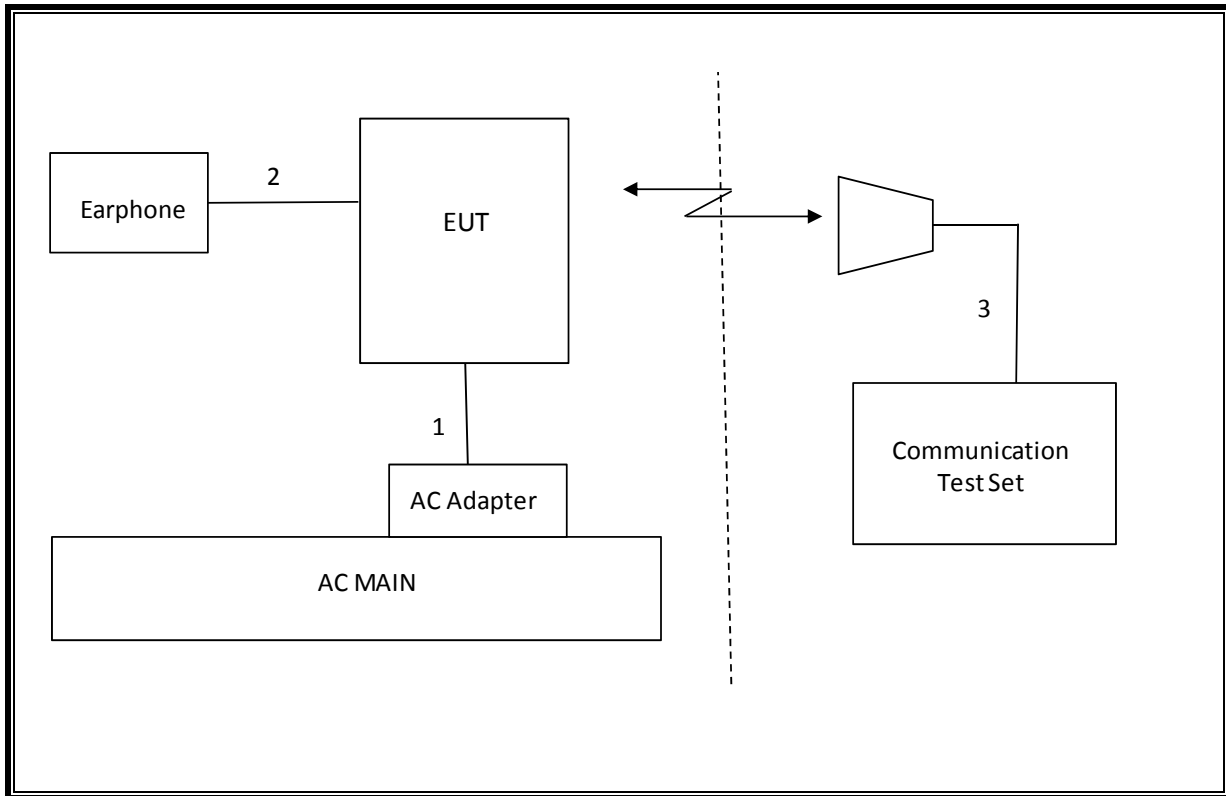 2
Earphone
EUT
3
1
Communication
Test Set
AC Adapter
AC MAIN